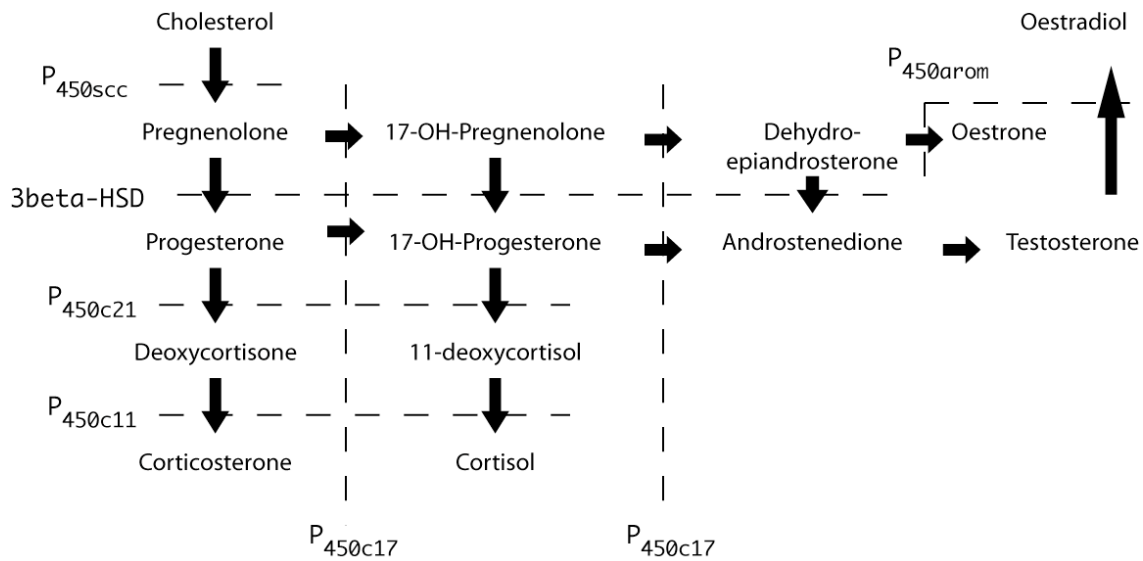 Cholesterol
Oestradiol
P450scc
P450arom
Pregnenolone
17-OH-Pregnenolone
Dehydro-
epiandrosterone
Oestrone
3beta-HSD
Progesterone
17-OH-Progesterone
Androstenedione
Testosterone
P450c21
Deoxycortisone
11-deoxycortisol
P450c11
Corticosterone
Cortisol
P450c17
P450c17